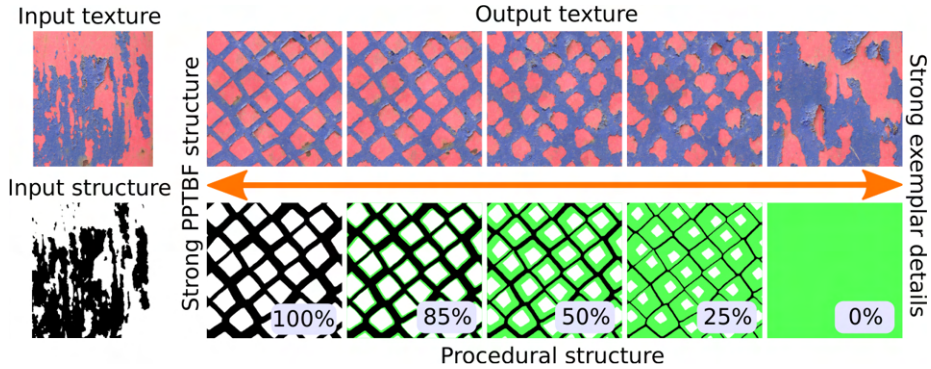 Input texture
Output texture
Input structure
Strong PPTBF structure
Strong exemplar details
100%
85%
50%
25%
0%
Procedural structure